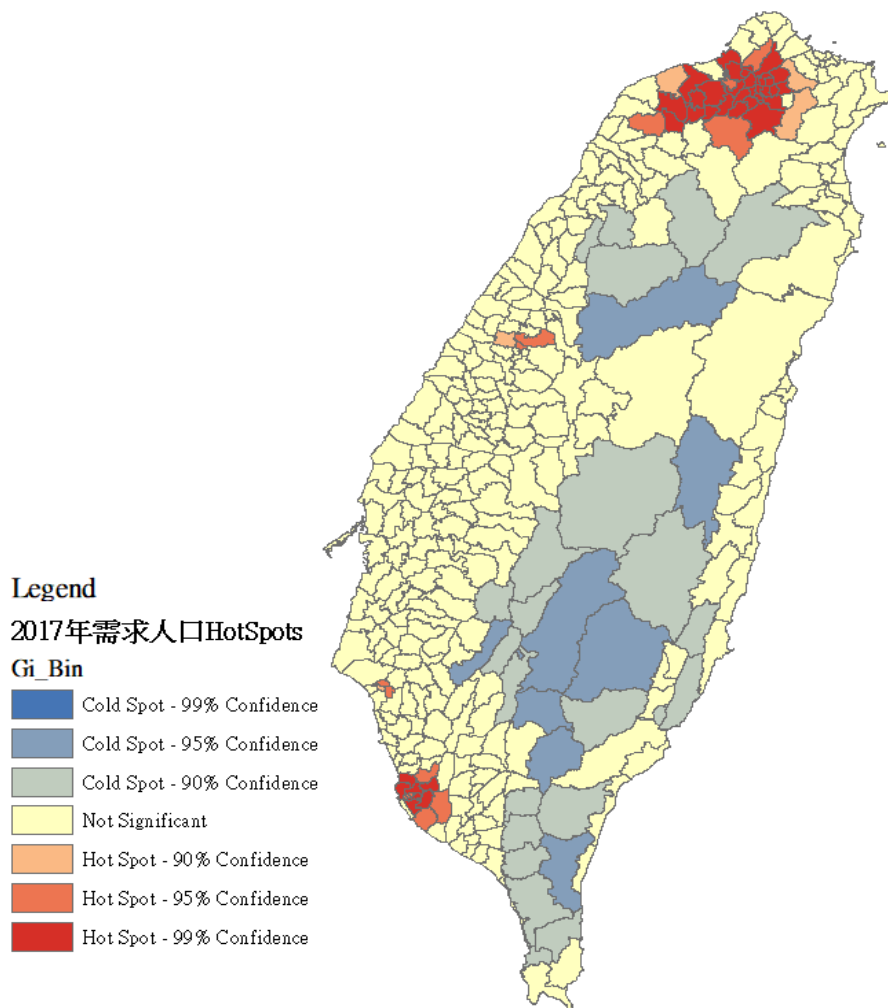 Legend
2017年需求人口HotSpots
Gi_Bin
Cold Spot - 99% Confidence
Cold Spot - 95% Confidence
Cold Spot - 90% Confidence
Not Significant
Hot Spot - 90% Confidence
Hot Spot - 95% Confidence
Hot Spot - 99% Confidence